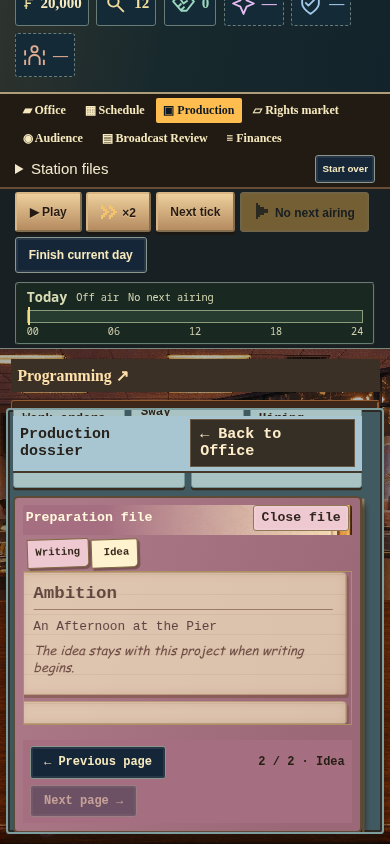 ₣ 20,000 12 0 — —
—
Office Schedule Production Rights market
Audience Broadcast Review Finances
Station files Start over
Play ×2 Next tick No next airing
Finish current day
Today Off air No next airing
00 06 12 18 24
Programming ↗
Sway
Production dossier
← Back to Office
Preparation file Close file
Writing Idea
Ambition
An Afternoon at the Pier
The idea stays with this project when writing
begins.
← Previous page 2 / 2 · Idea
Next page →